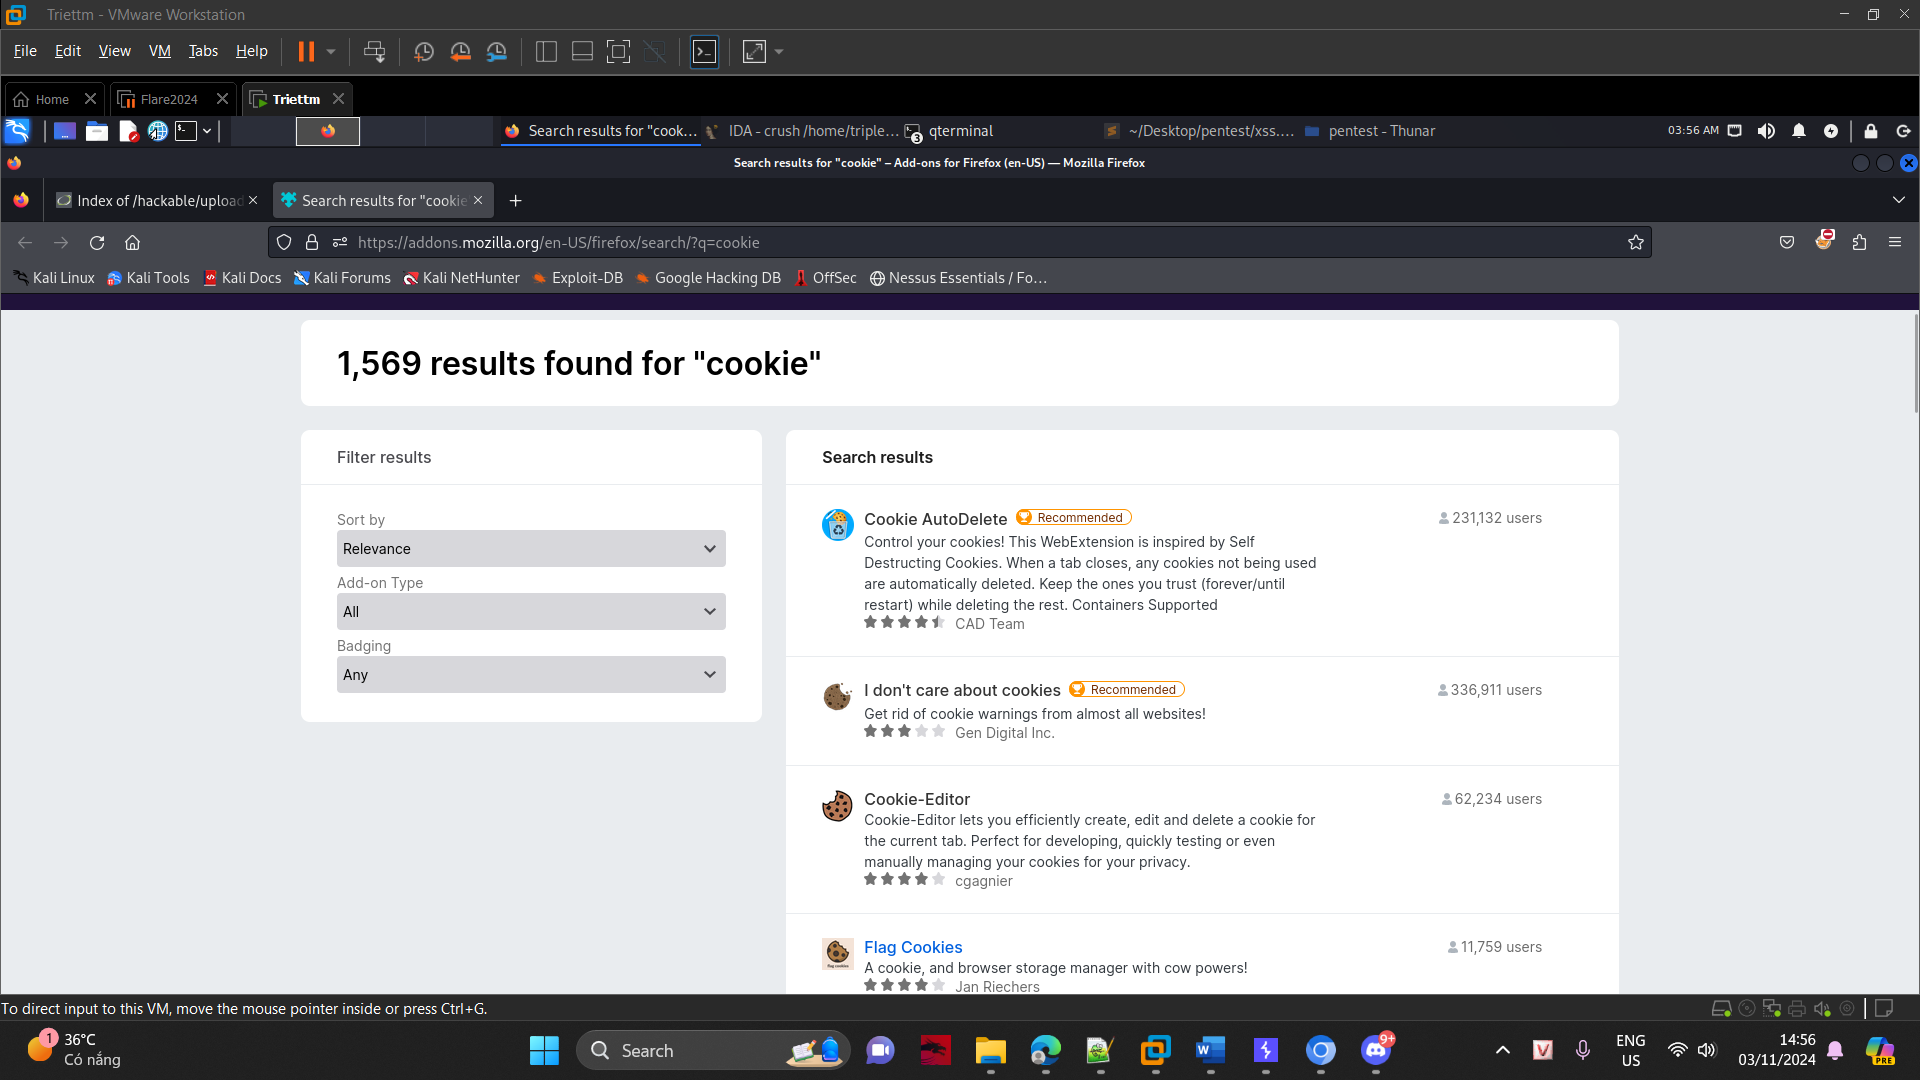 Triettm - VMware Workstation
File Edit View VM Tabs Help
Home Flare2024 Triettm
Search results for "cook... IDA - crush /home/triple... 3 qterminal ~/Desktop/pentest/xss.... pentest - Thunar 03:56 AM
Search results for "cookie" – Add-ons for Firefox (en-US) — Mozilla Firefox
Index of /hackable/upload Search results for "cookie
https://addons.mozilla.org/en-US/firefox/search/?q=cookie
Kali Linux Kali Tools Kali Docs Kali Forums Kali NetHunter Exploit-DB Google Hacking DB OffSec Nessus Essentials / Fo...
1,569 results found for "cookie"
Filter results
Sort by
Relevance
Add-on Type
All
Badging
Any
Search results
Cookie AutoDelete Recommended 231,132 users
Control your cookies! This WebExtension is inspired by Self
Destructing Cookies. When a tab closes, any cookies not being used
are automatically deleted. Keep the ones you trust (forever/until
restart) while deleting the rest. Containers Supported
CAD Team
I don't care about cookies Recommended 336,911 users
Get rid of cookie warnings from almost all websites!
Gen Digital Inc.
Cookie-Editor 62,234 users
Cookie-Editor lets you efficiently create, edit and delete a cookie for
the current tab. Perfect for developing, quickly testing or even
manually managing your cookies for your privacy.
cgagnier
Flag Cookies 11,759 users
A cookie, and browser storage manager with cow powers!
Jan Riechers
To direct input to this VM, move the mouse pointer inside or press Ctrl+G.
1 36°C
Có nắng
Search
9+
ENG
US
14:56
03/11/2024
PRE